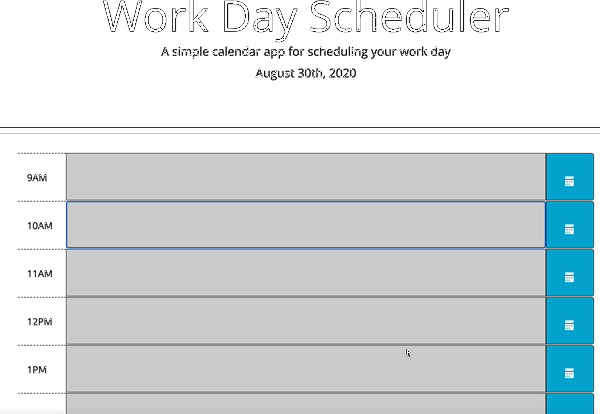 Work Day Scheduler
A simple calendar app for scheduling your work day
August 30th, 2020
9AM
10AM
11AM
12PM
1PM